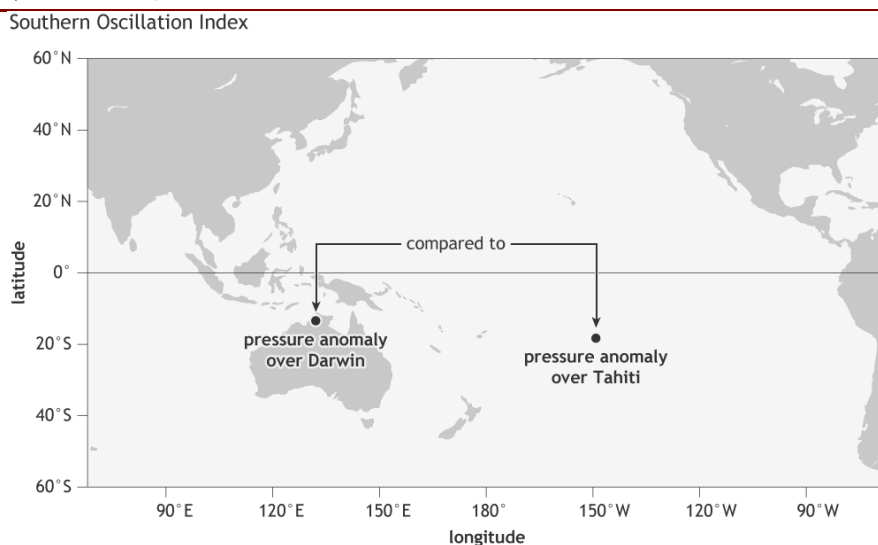 Southern Oscillation Index
60°N
40°N
20°N
0°
20°S
40°S
60°S
latitude
compared to
pressure anomaly
over Darwin
pressure anomaly
over Tahiti
90°E
120°E
150°E
180°
150°W
120°W
90°W
longitude